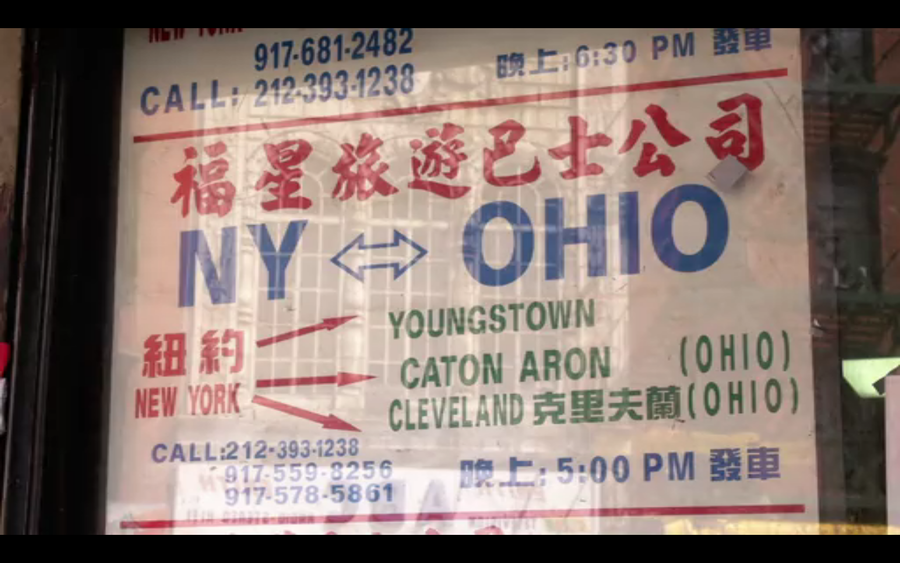 NEW YORK
917-681-2482
CALL: 212-393-1238
晚上:6:30 PM 發車
福星旅遊巴士公司
NY ⇔ OHIO
紐約
NEW YORK
YOUNGSTOWN
CATON ARON (OHIO)
CLEVELAND 克里夫蘭 (OHIO)
CALL:212-393-1238
917-559-8256
917-578-5861
晚上: 5:00 PM 發車